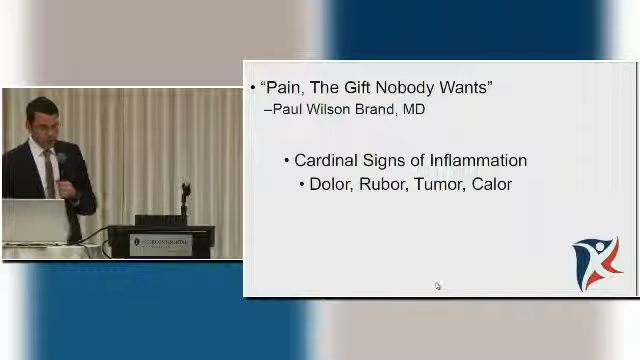 • “Pain, The Gift Nobody Wants”
–Paul Wilson Brand, MD
• Cardinal Signs of Inflammation
• Dolor, Rubor, Tumor, Calor